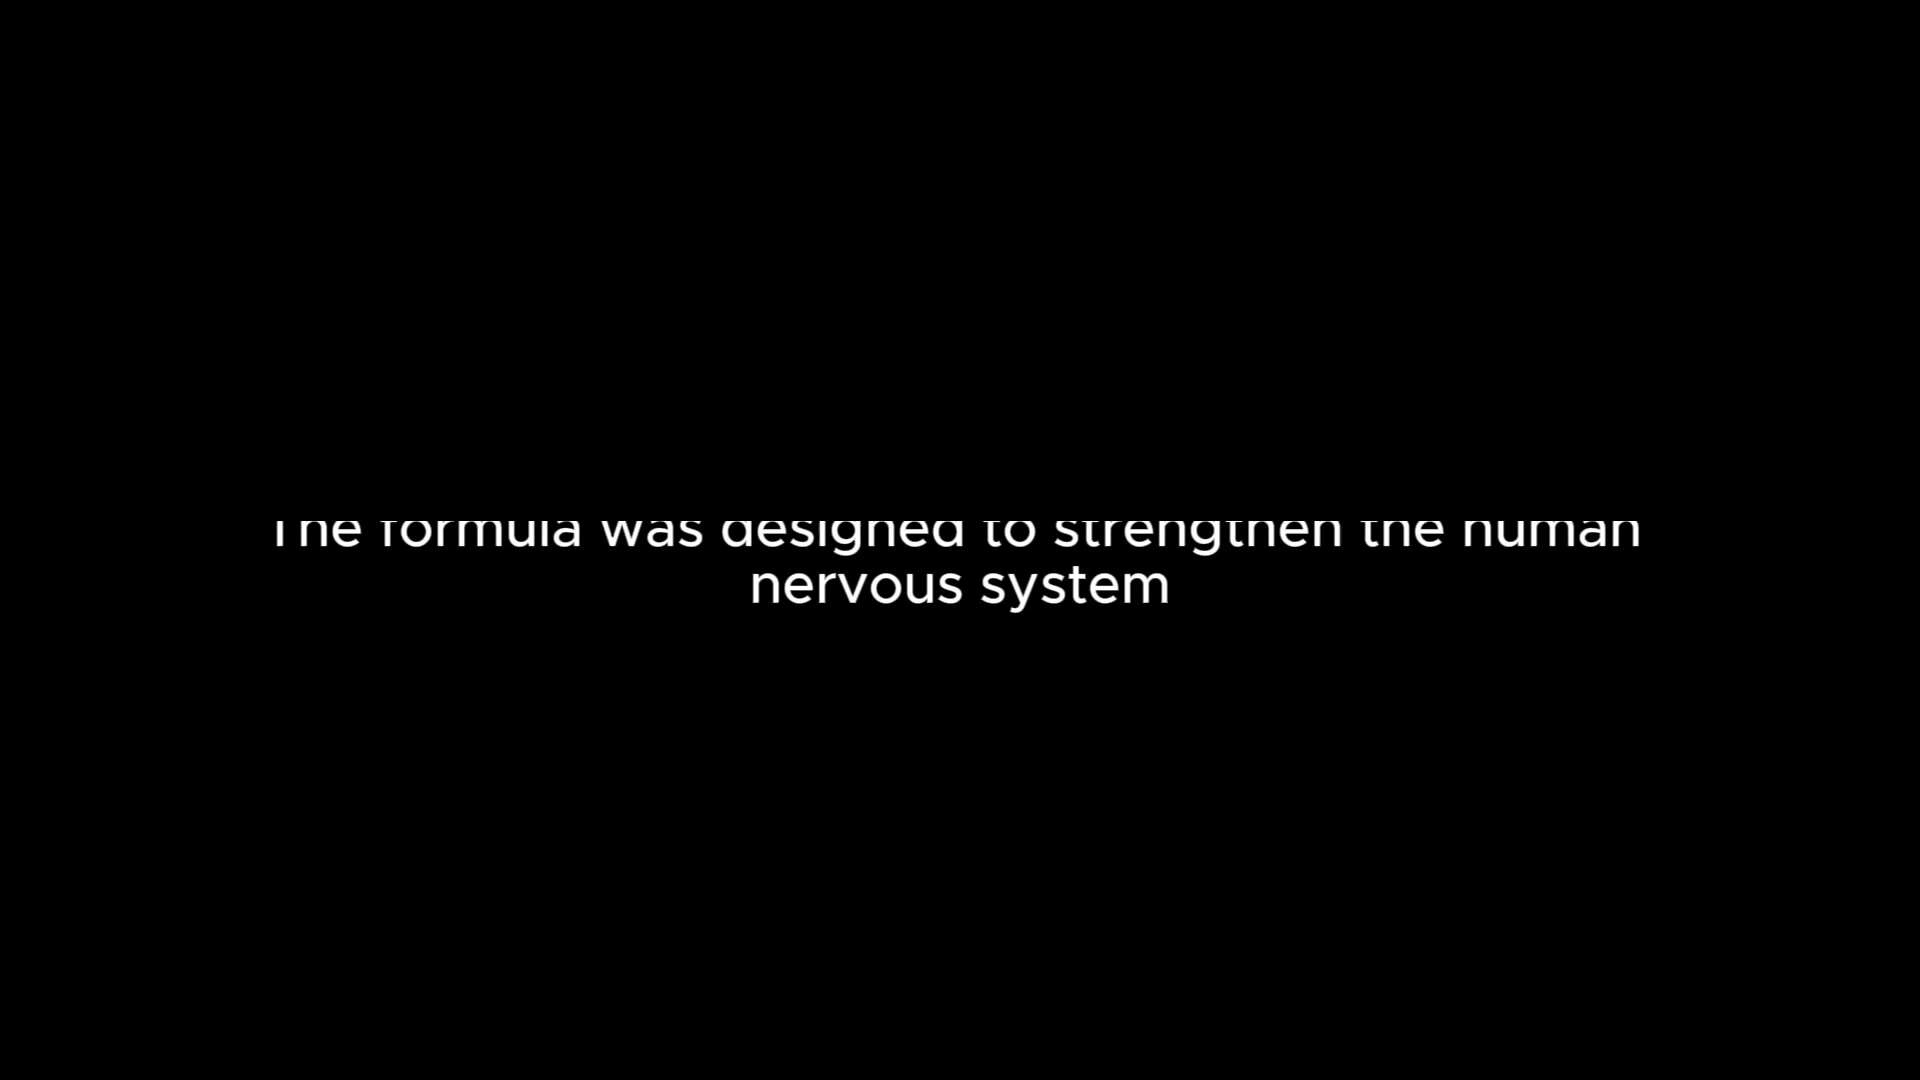 The formula was designed to strengthen the human
nervous system